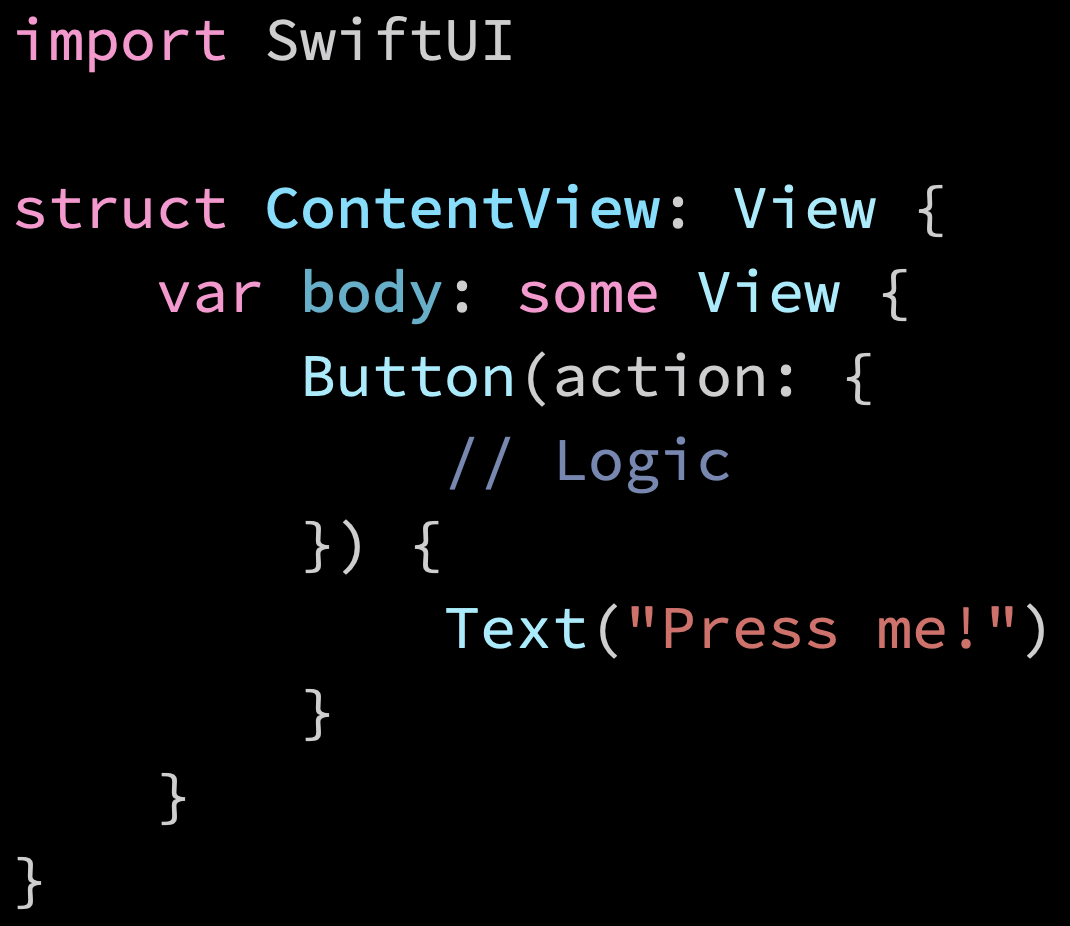 import SwiftUI

struct ContentView: View {
    var body: some View {
        Button(action: {
            // Logic
        }) {
            Text("Press me!")
        }
    }
}